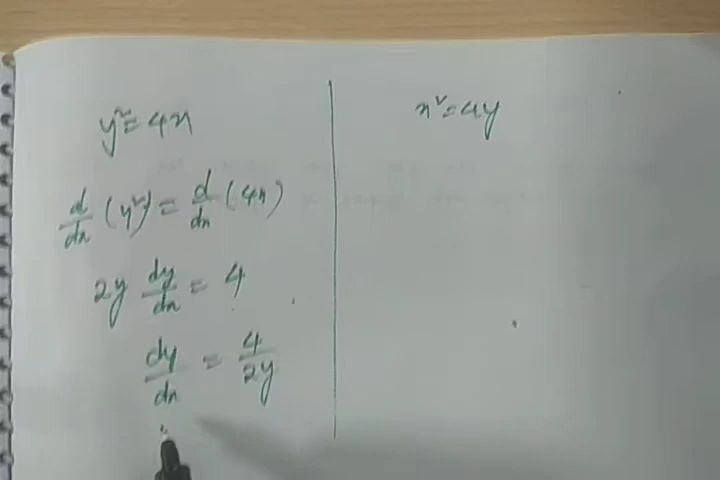 y² = 4x
d/dx (y²) = d/dx (4x)
2y dy/dx = 4
dy/dx = 4/2y
x² = 4y